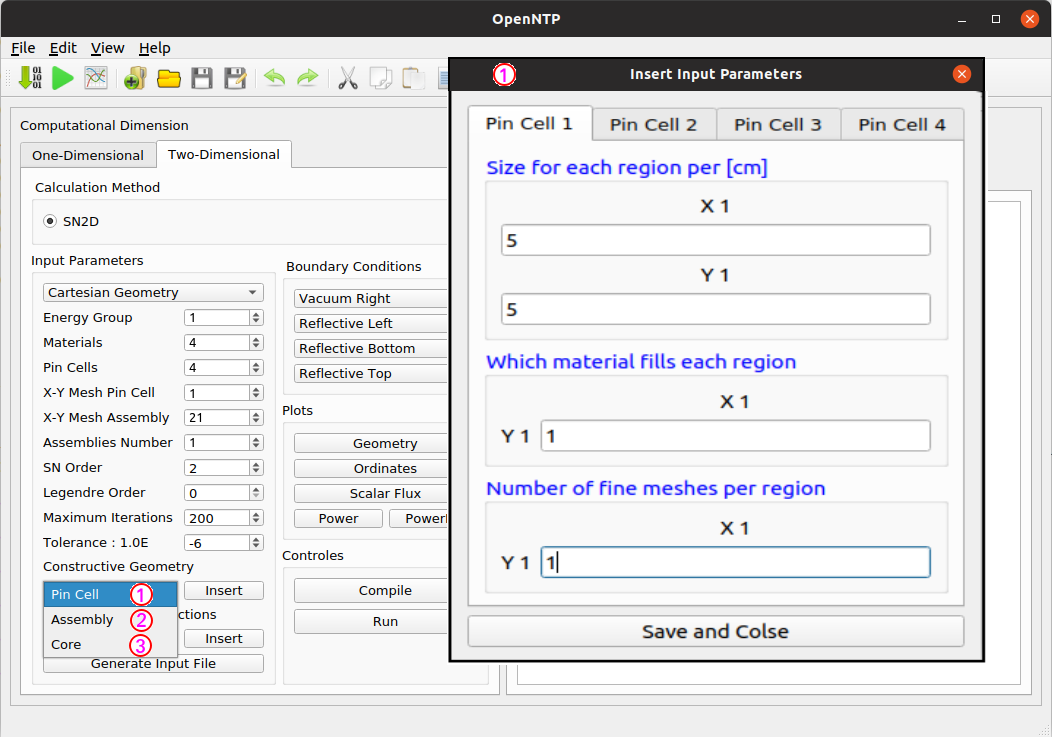 OpenNTP
File Edit View Help
Computational Dimension
One-Dimensional Two-Dimensional
Calculation Method
SN2D
Input Parameters
Cartesian Geometry
Energy Group 1
Materials 4
Pin Cells 4
X-Y Mesh Pin Cell 1
X-Y Mesh Assembly 21
Assemblies Number 1
SN Order 2
Legendre Order 0
Maximum Iterations 200
Tolerance : 1.0E -6
Constructive Geometry
Pin Cell 1 Insert
Assembly 2 ctions
Core 3 Insert
Generate Input File
Boundary Conditions
Vacuum Right
Reflective Left
Reflective Bottom
Reflective Top
Plots
Geometry
Ordinates
Scalar Flux
Power Power
Controles
Compile
Run
1 Insert Input Parameters
Pin Cell 1 Pin Cell 2 Pin Cell 3 Pin Cell 4
Size for each region per [cm]
X 1
5
Y 1
5
Which material fills each region
X 1
Y 1 1
Number of fine meshes per region
X 1
Y 1 1
Save and Colse